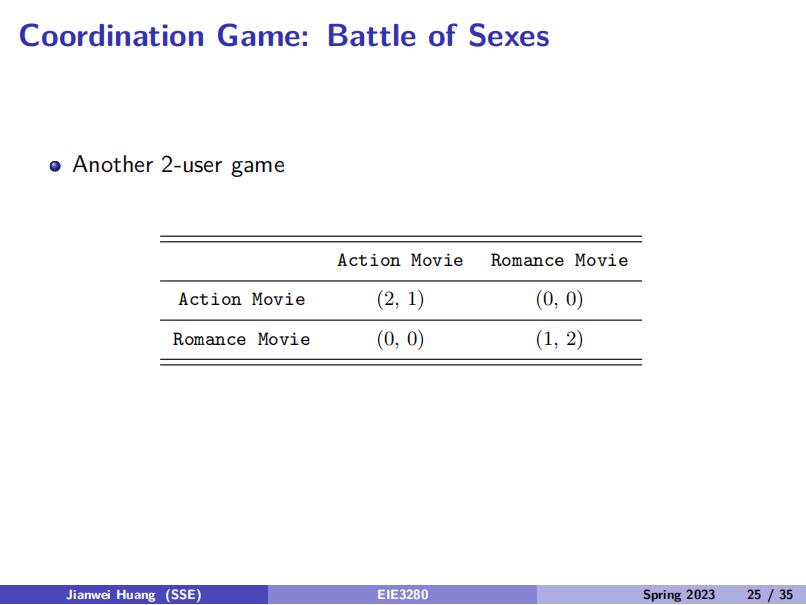 Coordination Game: Battle of Sexes
Another 2-user game
Action Movie Romance Movie
Action Movie (2, 1) (0, 0)
Romance Movie (0, 0) (1, 2)
Jianwei Huang (SSE) EIE3280 Spring 2023 25 / 35